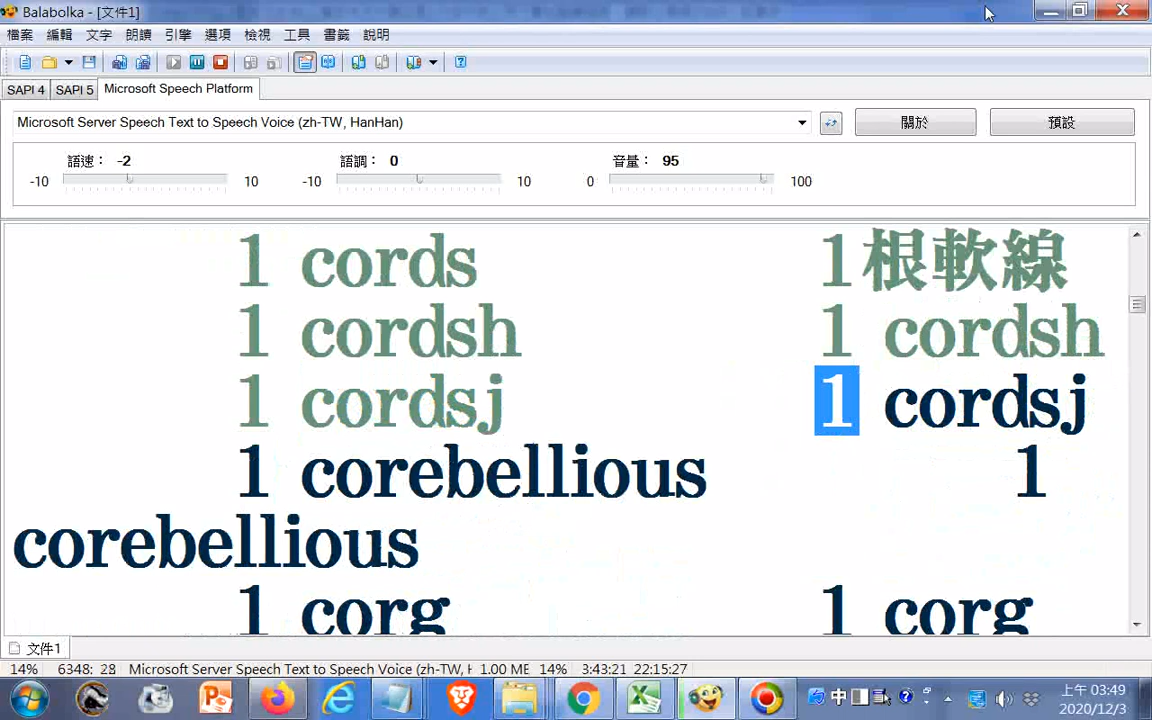 Balabolka - [文件1]
檔案 編輯 文字 朗讀 引擎 選項 檢視 工具 書籤 說明
SAPI 4 SAPI 5 Microsoft Speech Platform
Microsoft Server Speech Text to Speech Voice (zh-TW, HanHan) 關於 預設
語速： -2 語調： 0 音量： 95
-10 10 -10 10 0 100
1 cords 1根軟線
1 cordsh 1 cordsh
1 cordsj 1 cordsj
1 corebellious 1
corebellious
1 corg 1 corg
文件1
14% 6348: 28 Microsoft Server Speech Text to Speech Voice (zh-TW, H 1.00 ME 14% 3:43:21 22:15:27
中 上午 03:49
2020/12/3